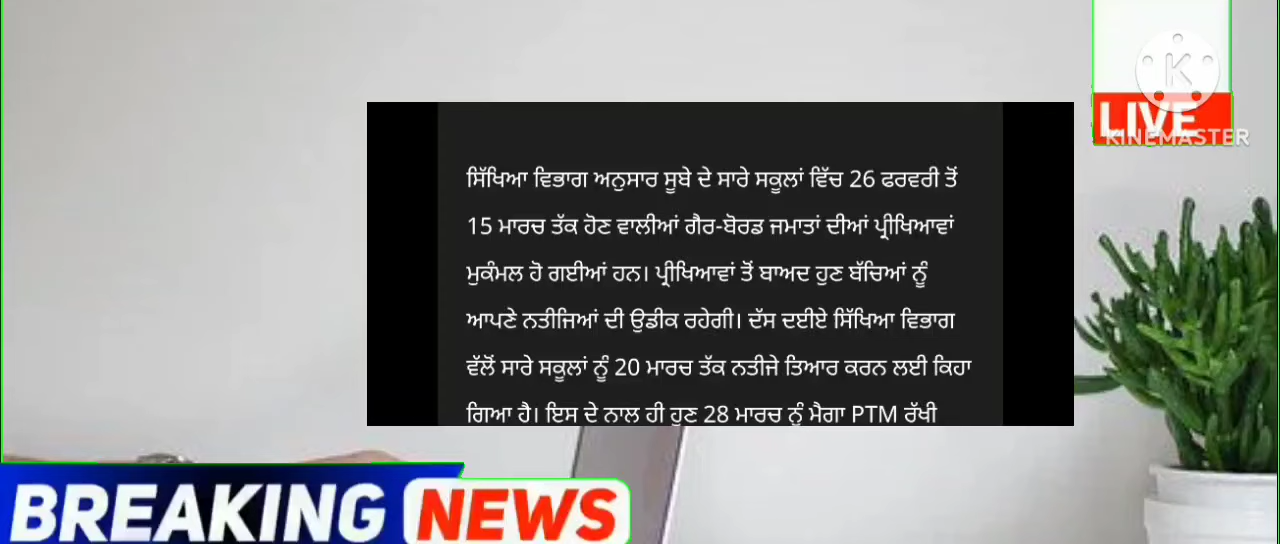 LIVE
KINEMASTER
ਸਿੱਖਿਆ ਵਿਭਾਗ ਅਨੁਸਾਰ ਸੂਬੇ ਦੇ ਸਾਰੇ ਸਕੂਲਾਂ ਵਿੱਚ 26 ਫਰਵਰੀ ਤੋਂ
15 ਮਾਰਚ ਤੱਕ ਹੋਣ ਵਾਲੀਆਂ ਗੈਰ-ਬੋਰਡ ਜਮਾਤਾਂ ਦੀਆਂ ਪ੍ਰੀਖਿਆਵਾਂ
ਮੁਕੰਮਲ ਹੋ ਗਈਆਂ ਹਨ। ਪ੍ਰੀਖਿਆਵਾਂ ਤੋਂ ਬਾਅਦ ਹੁਣ ਬੱਚਿਆਂ ਨੂੰ
ਆਪਣੇ ਨਤੀਜਿਆਂ ਦੀ ਉਡੀਕ ਰਹੇਗੀ। ਦੱਸ ਦਈਏ ਸਿੱਖਿਆ ਵਿਭਾਗ
ਵੱਲੋਂ ਸਾਰੇ ਸਕੂਲਾਂ ਨੂੰ 20 ਮਾਰਚ ਤੱਕ ਨਤੀਜੇ ਤਿਆਰ ਕਰਨ ਲਈ ਕਿਹਾ
ਗਿਆ ਹੈ। ਇਸ ਦੇ ਨਾਲ ਹੀ ਹੁਣ 28 ਮਾਰਚ ਨੂੰ ਮੈਗਾ PTM ਰੱਖੀ
BREAKING NEWS